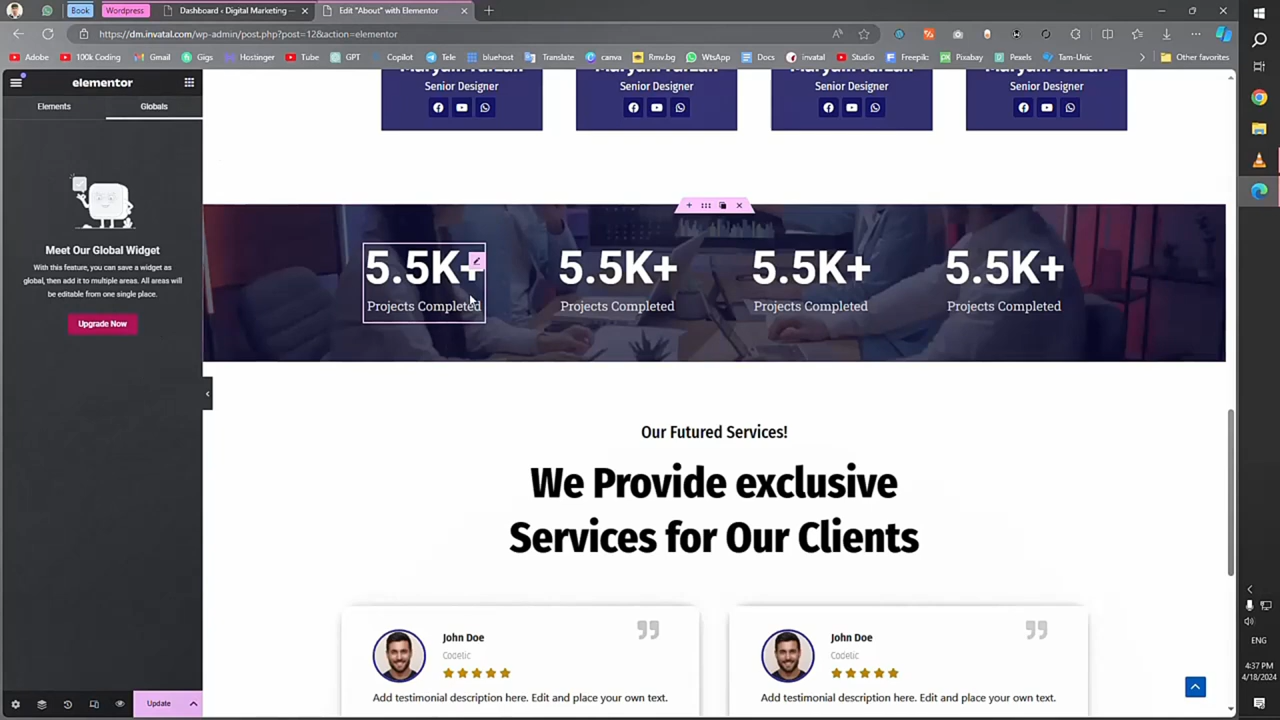 Book
Wordpress
Dashboard ‹ Digital Marketing —
Edit "About" with Elementor
https://dm.invatal.com/wp-admin/post.php?post=12&action=elementor
Adobe
100k Coding
Gmail
Gigs
Hostinger
Tube
GPT
Copilot
Tele
bluehost
Translate
canva
Rmv.bg
WtsApp
Docs
invatal
Studio
Freepik
Pixabay
Pexels
Tam-Unic
Other favorites
elementor
Elements
Globals
Meet Our Global Widget
With this feature, you can save a widget as
global, then add it to multiple areas. All areas will
be editable from one single place.
Upgrade Now
Update
Senior Designer
Senior Designer
Senior Designer
Senior Designer
5.5K+
5.5K+
5.5K+
5.5K+
Projects Completed
Projects Completed
Projects Completed
Projects Completed
Our Futured Services!
We Provide exclusive
Services for Our Clients
John Doe
Codetic
Add testimonial description here. Edit and place your own text.
John Doe
Codetic
Add testimonial description here. Edit and place your own text.
ENG
4:37 PM
4/18/2024